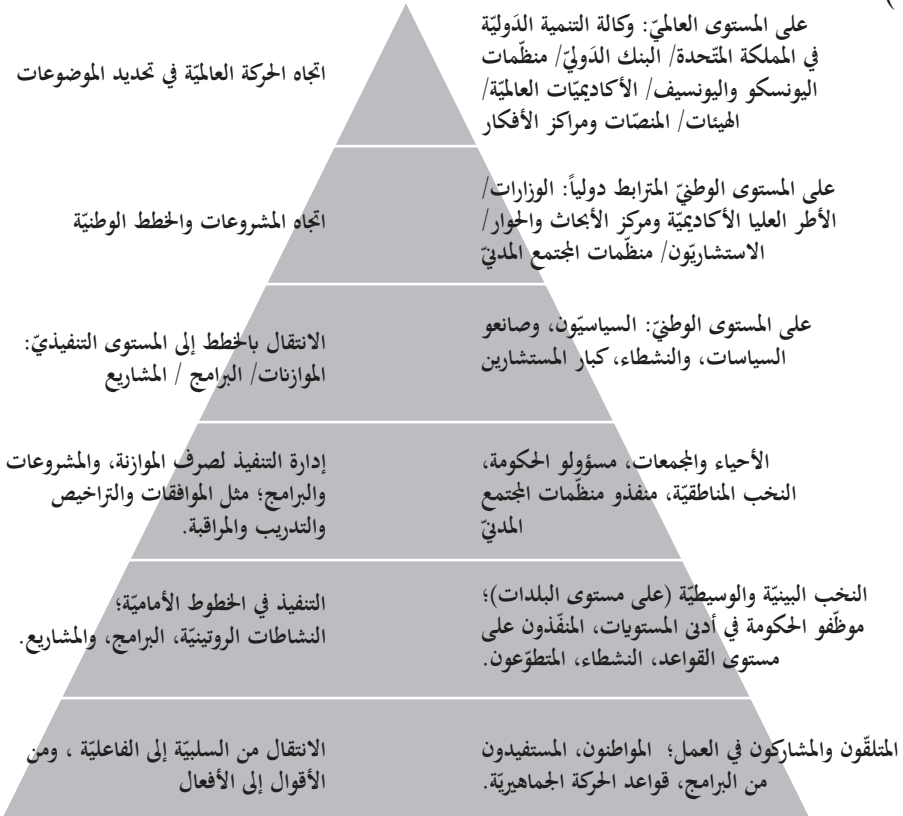 على المستوى العالميّ: وكالة التنمية الدَوليّة
في المملكة المتّحدة/ البنك الدَوليّ/ منظّمات
اليونسكو واليونسيف/ الأكاديميّات العالميّة/
الهيئات/ المنصّات ومراكز الأفكار
اتجاه الحركة العالميّة في تحديد الموضوعات
على المستوى الوطنيّ المترابط دولياً: الوزارات/
الأطر العليا الأكاديميّة ومركز الأبحاث والحوار/
الاستشاريّون/ منظّمات المجتمع المدنيّ
اتجاه المشروعات والخطط الوطنيّة
على المستوى الوطنيّ: السياسيّون، وصانعو
السياسات، والنشطاء، كبار المستشارين
الانتقال بالخطط إلى المستوى التنفيذيّ:
الموازنات/ البرامج / المشاريع
الأحياء والمجمعات، مسؤولو الحكومة،
النخب المناطقيّة، منفذو منظّمات المجتمع
المدنيّ
إدارة التنفيذ لصرف الموازنة، والمشروعات
والبرامج؛ مثل الموافقات والتراخيص
والتدريب والمراقبة.
النخب البينيّة والوسيطيّة (على مستوى البلدات)؛
موظّفو الحكومة في أدنى المستويات، المنفّذون على
مستوى القواعد، النشطاء، المتطوّعون.
التنفيذ في الخطوط الأماميّة؛
النشاطات الروتينيّة، البرامج، والمشاريع.
المتلقّون والمشاركون في العمل؛ المواطنون، المستفيدون
من البرامج، قواعد الحركة الجماهيريّة.
الانتقال من السلبيّة إلى الفاعليّة ، ومن
الأقوال إلى الأفعال